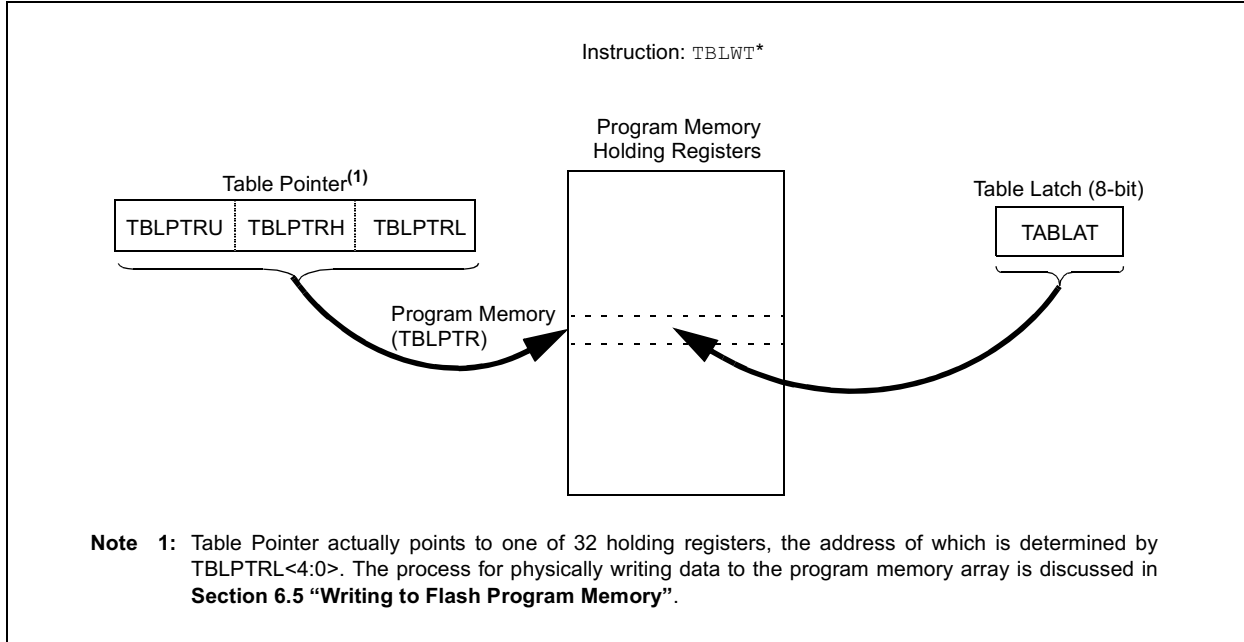 Instruction: TBLWT*
Program Memory
Holding Registers
Table Pointer(1)
Table Latch (8-bit)
TBLPTRU TBLPTRH TBLPTRL
TABLAT
Program Memory
(TBLPTR)
Note 1: Table Pointer actually points to one of 32 holding registers, the address of which is determined by
TBLPTRL<4:0>. The process for physically writing data to the program memory array is discussed in
Section 6.5 “Writing to Flash Program Memory”.